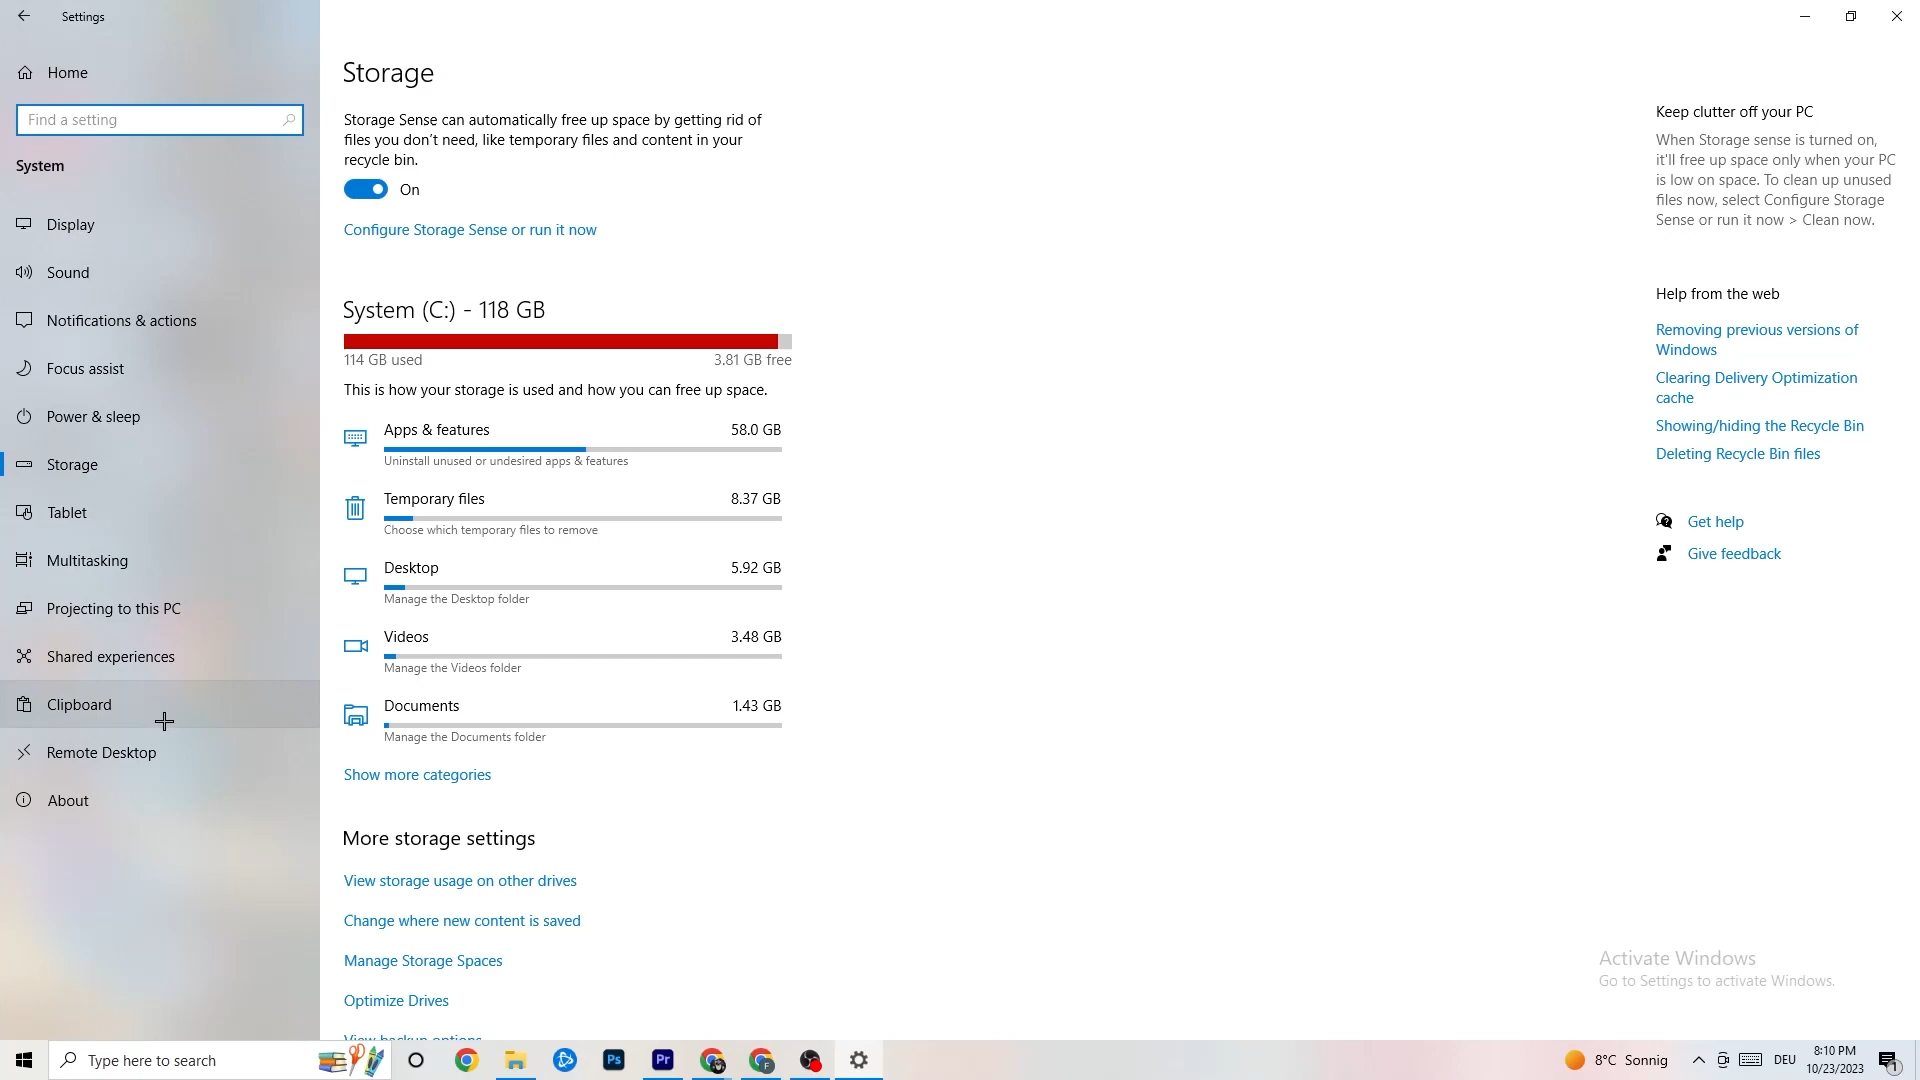 Settings
Home
Find a setting
System
Display
Sound
Notifications & actions
Focus assist
Power & sleep
Storage
Tablet
Multitasking
Projecting to this PC
Shared experiences
Clipboard
Remote Desktop
About
Storage
Storage Sense can automatically free up space by getting rid of
files you don't need, like temporary files and content in your
recycle bin.
On
Configure Storage Sense or run it now
System (C:) - 118 GB
114 GB used 3.81 GB free
This is how your storage is used and how you can free up space.
Apps & features 58.0 GB
Uninstall unused or undesired apps & features
Temporary files 8.37 GB
Choose which temporary files to remove
Desktop 5.92 GB
Manage the Desktop folder
Videos 3.48 GB
Manage the Videos folder
Documents 1.43 GB
Manage the Documents folder
Show more categories
More storage settings
View storage usage on other drives
Change where new content is saved
Manage Storage Spaces
Optimize Drives
View backup options
Keep clutter off your PC
When Storage sense is turned on,
it'll free up space only when your PC
is low on space. To clean up unused
files now, select Configure Storage
Sense or run it now > Clean now.
Help from the web
Removing previous versions of
Windows
Clearing Delivery Optimization
cache
Showing/hiding the Recycle Bin
Deleting Recycle Bin files
Get help
Give feedback
Activate Windows
Go to Settings to activate Windows.
Type here to search
Ps
Pr
F
8°C Sonnig
DEU
8:10 PM
10/23/2023
1